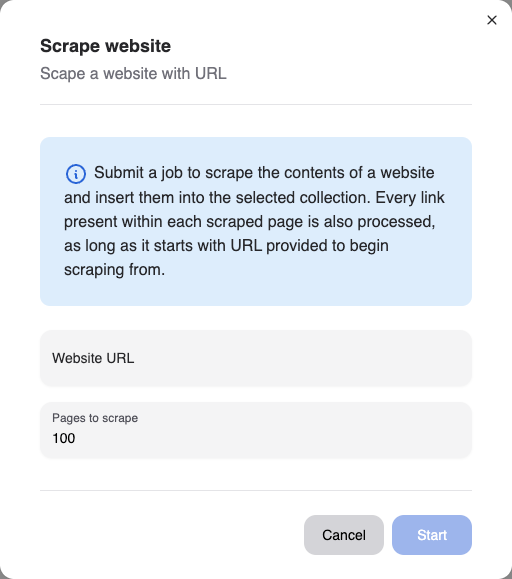 Scrape website
Scape a website with URL
Submit a job to scrape the contents of a website
and insert them into the selected collection. Every link
present within each scraped page is also processed,
as long as it starts with URL provided to begin
scraping from.
Website URL
Pages to scrape
100
Cancel
Start